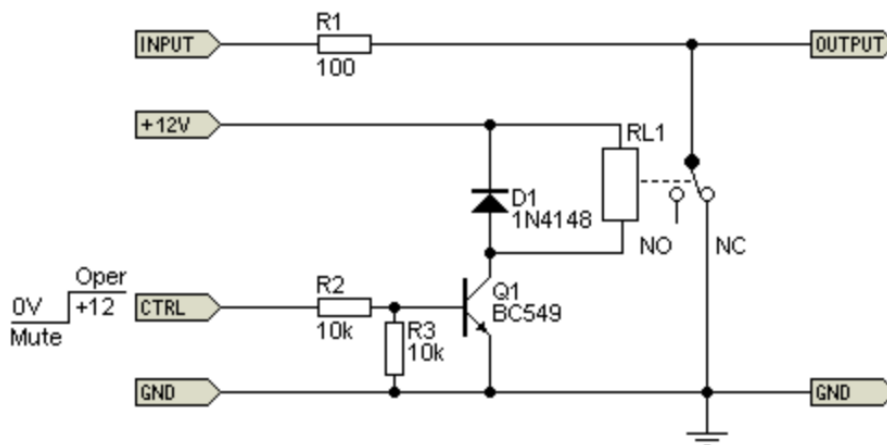 R1
INPUT
100
OUTPUT
+12V
RL1
D1
1N4148
NO
NC
Oper
0V
+12
Mute
CTRL
R2
10k
R3
10k
Q1
BC549
GND
GND